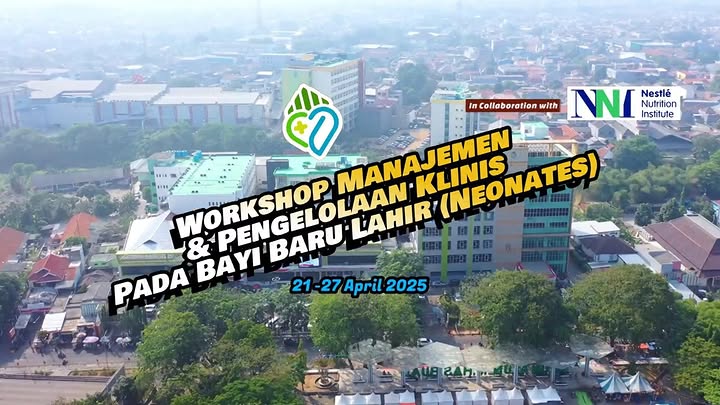 In Collaboration with
NNI Nestlé
Nutrition
Institute
WORKSHOP MANAJEMEN
& PENGELOLAAN KLINIS
PADA BAYI BARU LAHIR (NEONATES)
21-27 April 2025